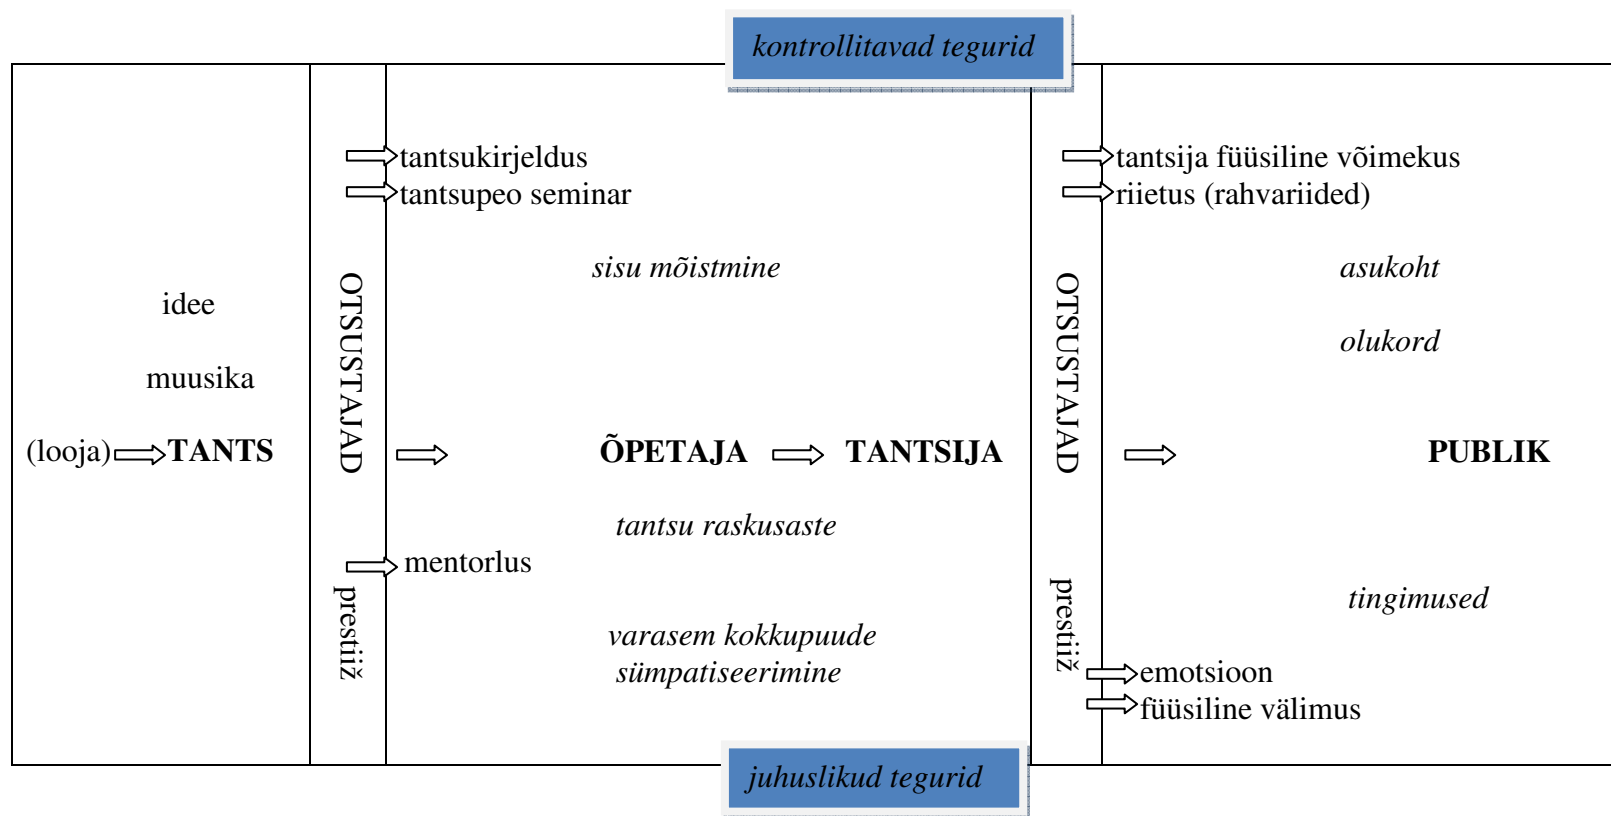 kontrollitavad tegurid
idee
muusika
(looja)
TANTS
OTSUSTAJAD
prestiiž
tantsukirjeldus
tantsupeo seminar
sisu mõistmine
ÕPETAJA
TANTSIJA
tantsu raskusaste
mentorlus
varasem kokkupuude
sümpatiseerimine
OTSUSTAJAD
prestiiž
tantsija füüsiline võimekus
riietus (rahvariided)
asukoht
olukord
PUBLIK
tingimused
emotsioon
füüsiline välimus
juhuslikud tegurid